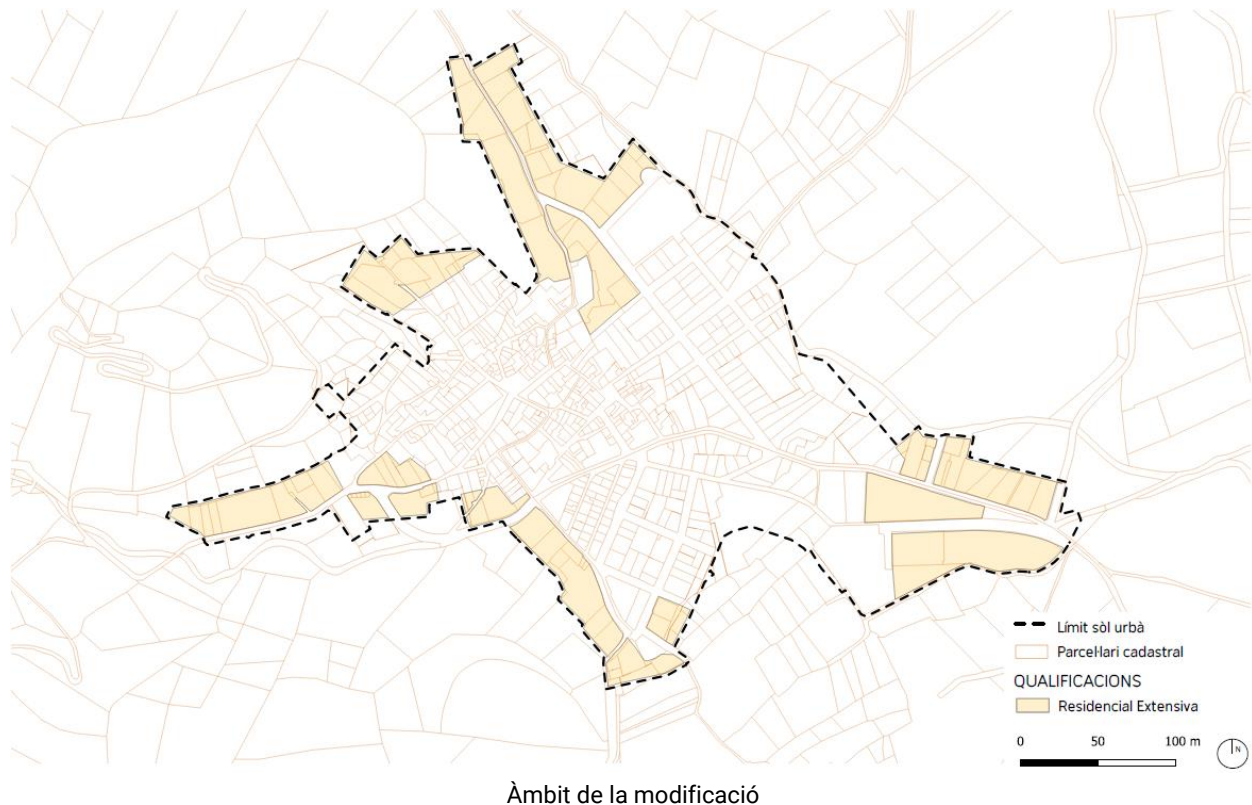 Límit sòl urbà
Parcel·lari cadastral
QUALIFICACIONS
Residencial Extensiva
0 50 100 m
N
Àmbit de la modificació